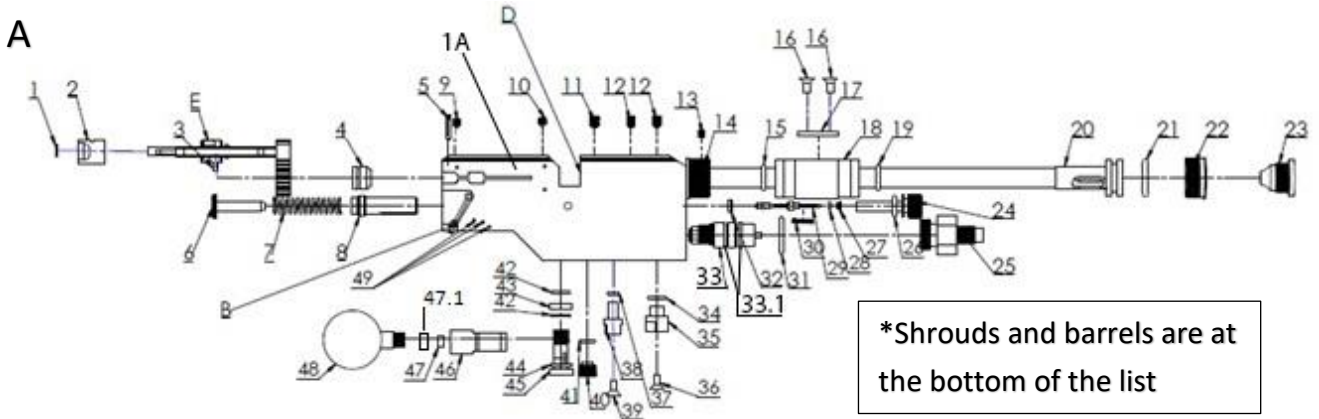 A
D
1A
16 16
1 2 E 3 4 5 9 10 11 12 12 13 14 15 17 18 19 20 21 22 23
6 7 8 49 B
24
30 29 28 27 26 25
33 32 31
33.1
42
43
42
47.1
34
35
48 47 46 44 45 41 40 38 39 37 36
*Shrouds and barrels are at
the bottom of the list